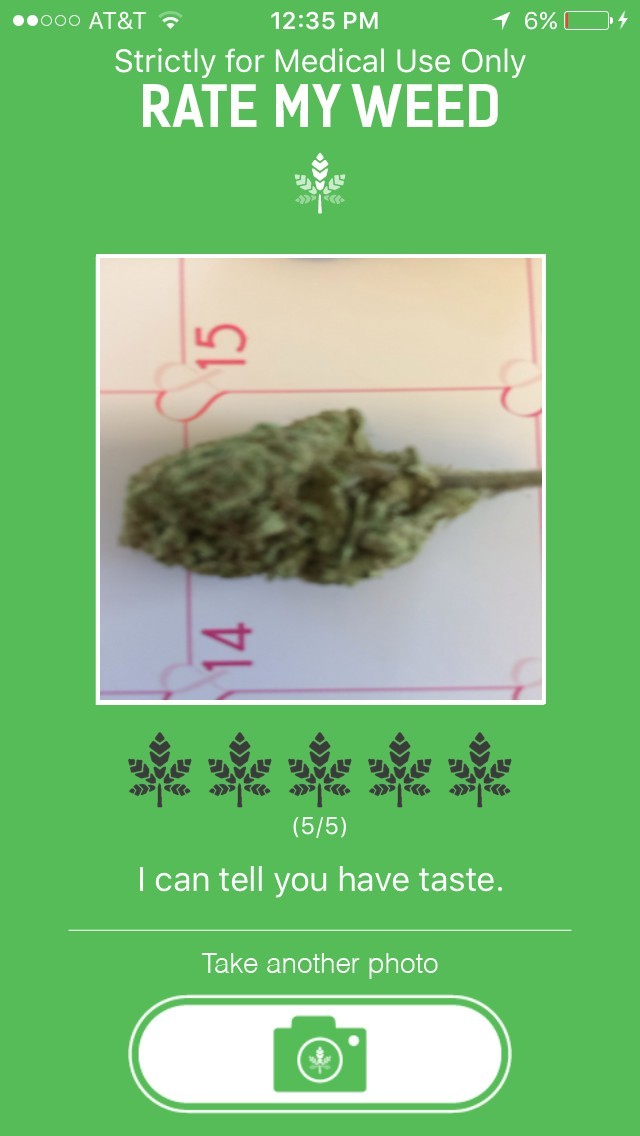 AT&T 12:35 PM 6%
Strictly for Medical Use Only
RATE MY WEED
15
14
(5/5)
I can tell you have taste.
Take another photo